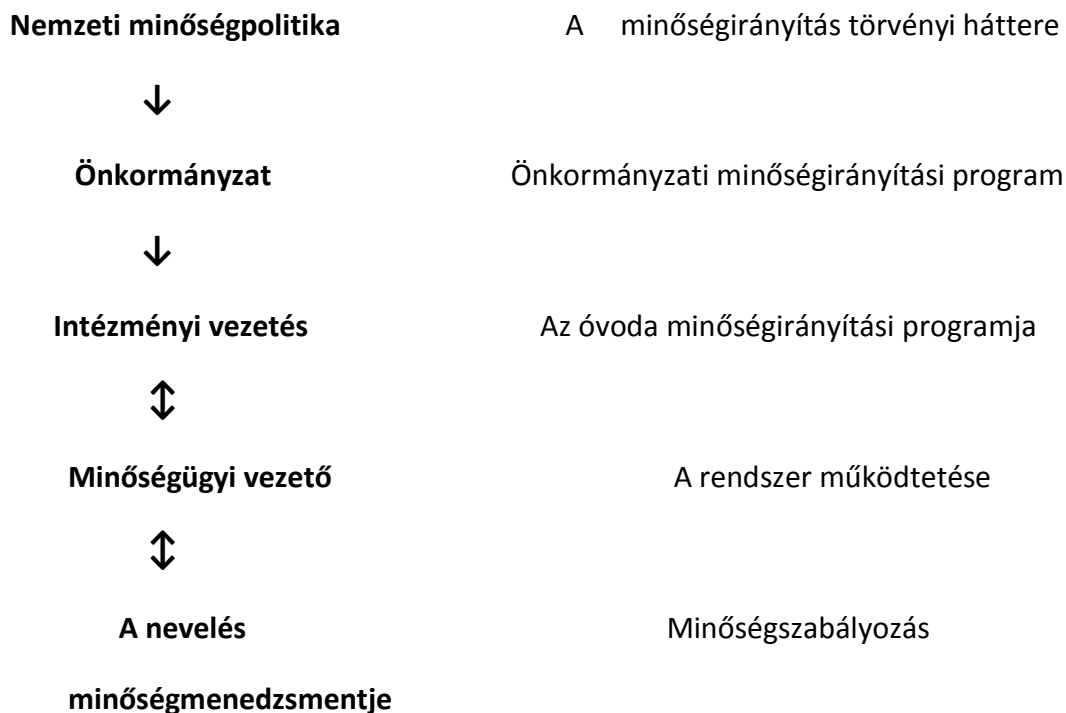 Nemzeti minőségpolitika A minőségirányítás törvényi háttere
↓
Önkormányzat Önkormányzati minőségirányítási program
↓
Intézményi vezetés Az óvoda minőségirányítási programja
↕
Minőségügyi vezető A rendszer működtetése
↕
A nevelés Minőségszabályozás
minőségmenedzsmentje